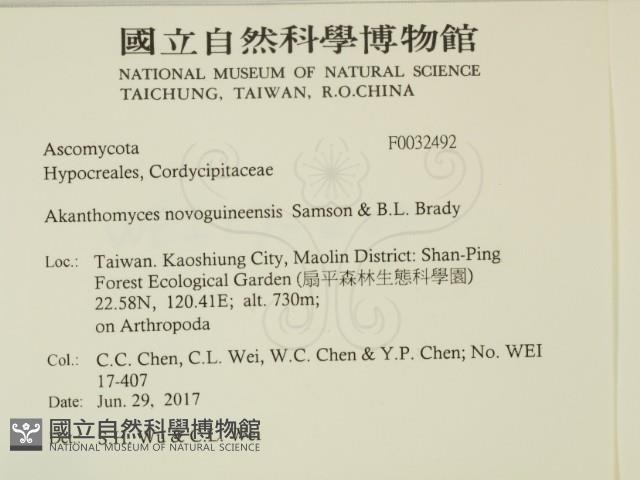 國立自然科學博物館
NATIONAL MUSEUM OF NATURAL SCIENCE
TAICHUNG, TAIWAN, R.O.CHINA
Ascomycota F0032492
Hypocreales, Cordycipitaceae
Akanthomyces novoguineensis Samson & B.L. Brady
Loc.: Taiwan. Kaoshiung City, Maolin District: Shan-Ping
Forest Ecological Garden (扇平森林生態科學園)
22.58N, 120.41E; alt. 730m;
on Arthropoda
Col.: C.C. Chen, C.L. Wei, W.C. Chen & Y.P. Chen; No. WEI
17-407
Date: Jun. 29, 2017
Det.: S.H. Wu & C.L. Wei
國立自然科學博物館
NATIONAL MUSEUM OF NATURAL SCIENCE